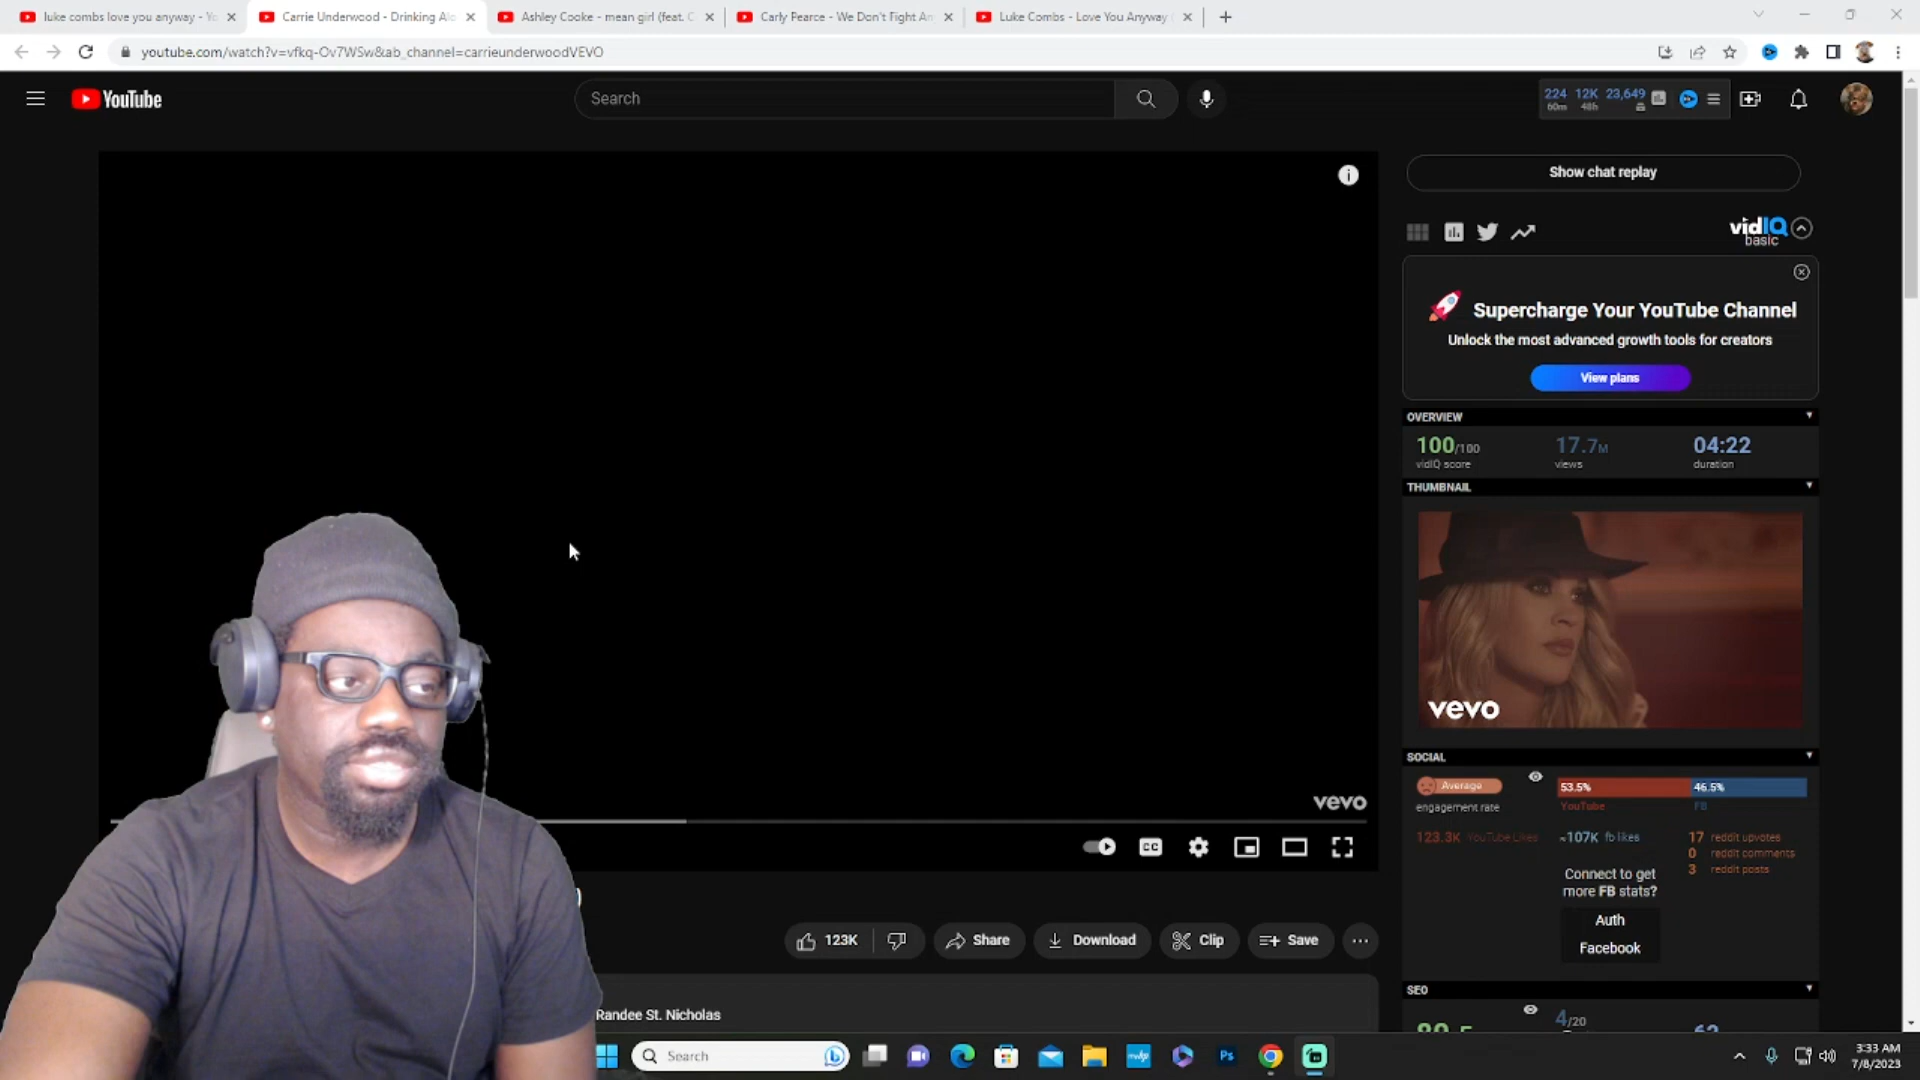 luke combs love you anyway - Yo
Carrie Underwood - Drinking Alo
Ashley Cooke - mean girl (feat. C
Carly Pearce - We Don't Fight An
Luke Combs - Love You Anyway
youtube.com/watch?v=vfkq-Ov7WSw&ab_channel=carrieunderwoodVEVO
YouTube
Search
224 12K 23,649
60m 48h
Show chat replay
vidIQ
basic
Supercharge Your YouTube Channel
Unlock the most advanced growth tools for creators
View plans
OVERVIEW
100/100 17.7M 04:22
vidIQ score views duration
THUMBNAIL
vevo
SOCIAL
Average 53.5% 46.5%
engagement rate YouTube FB
123.3K YouTube Likes ≈107K fb likes 17 reddit upvotes
0 reddit comments
3 reddit posts
Connect to get
more FB stats?
Auth
Facebook
SEO
4/20
vevo
CC
123K Share Download Clip Save
Randee St. Nicholas
Search
Ps
3:33 AM
7/8/2023